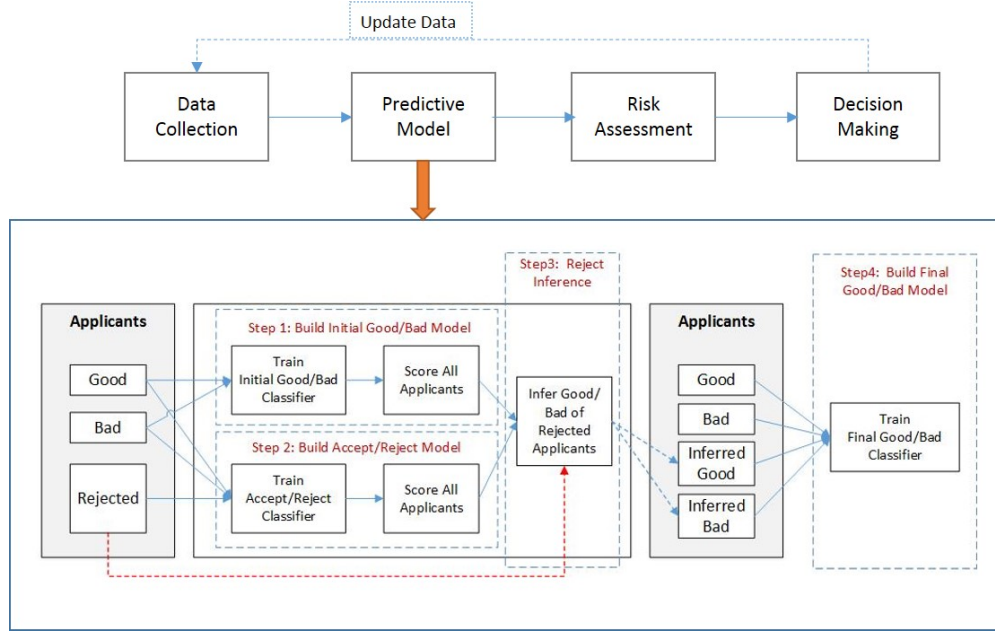 Update Data
Data
Collection
Predictive
Model
Risk
Assessment
Decision
Making
Applicants
Good
Bad
Rejected
Step 1: Build Initial Good/Bad Model
Train
Initial Good/Bad
Classifier
Score All
Applicants
Step 2: Build Accept/Reject Model
Train
Accept/Reject
Classifier
Score All
Applicants
Step3: Reject
Inference
Infer Good/
Bad of
Rejected
Applicants
Applicants
Good
Bad
Inferred
Good
Inferred
Bad
Step4: Build Final
Good/Bad Model
Train
Final Good/Bad
Classifier